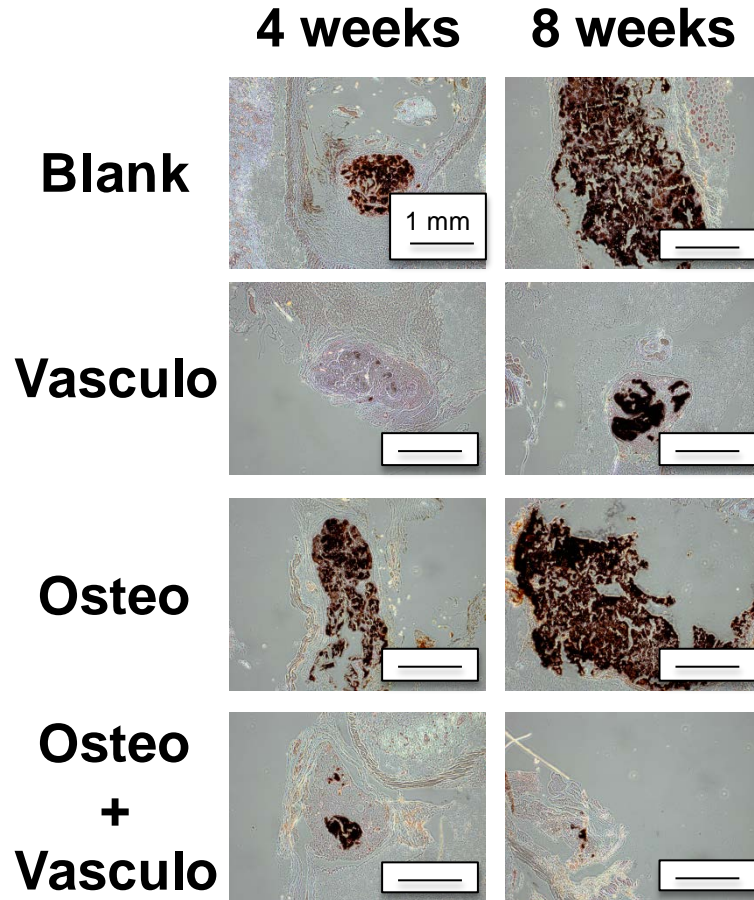 4 weeks 8 weeks
Blank
1 mm
Vasculo
Osteo
Osteo
+
Vasculo